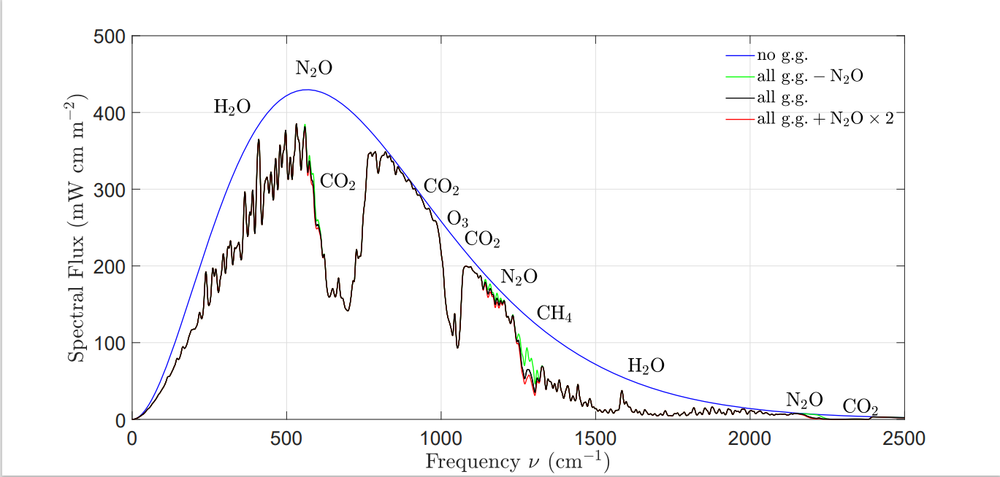 500
400
300
200
100
0
Spectral Flux (mW cm m⁻²)
no g.g.
all g.g. − N₂O
all g.g.
all g.g. + N₂O × 2
N₂O
H₂O
CO₂
CO₂
O₃
CO₂
N₂O
CH₄
H₂O
N₂O
CO₂
0 500 1000 1500 2000 2500
Frequency ν (cm⁻¹)